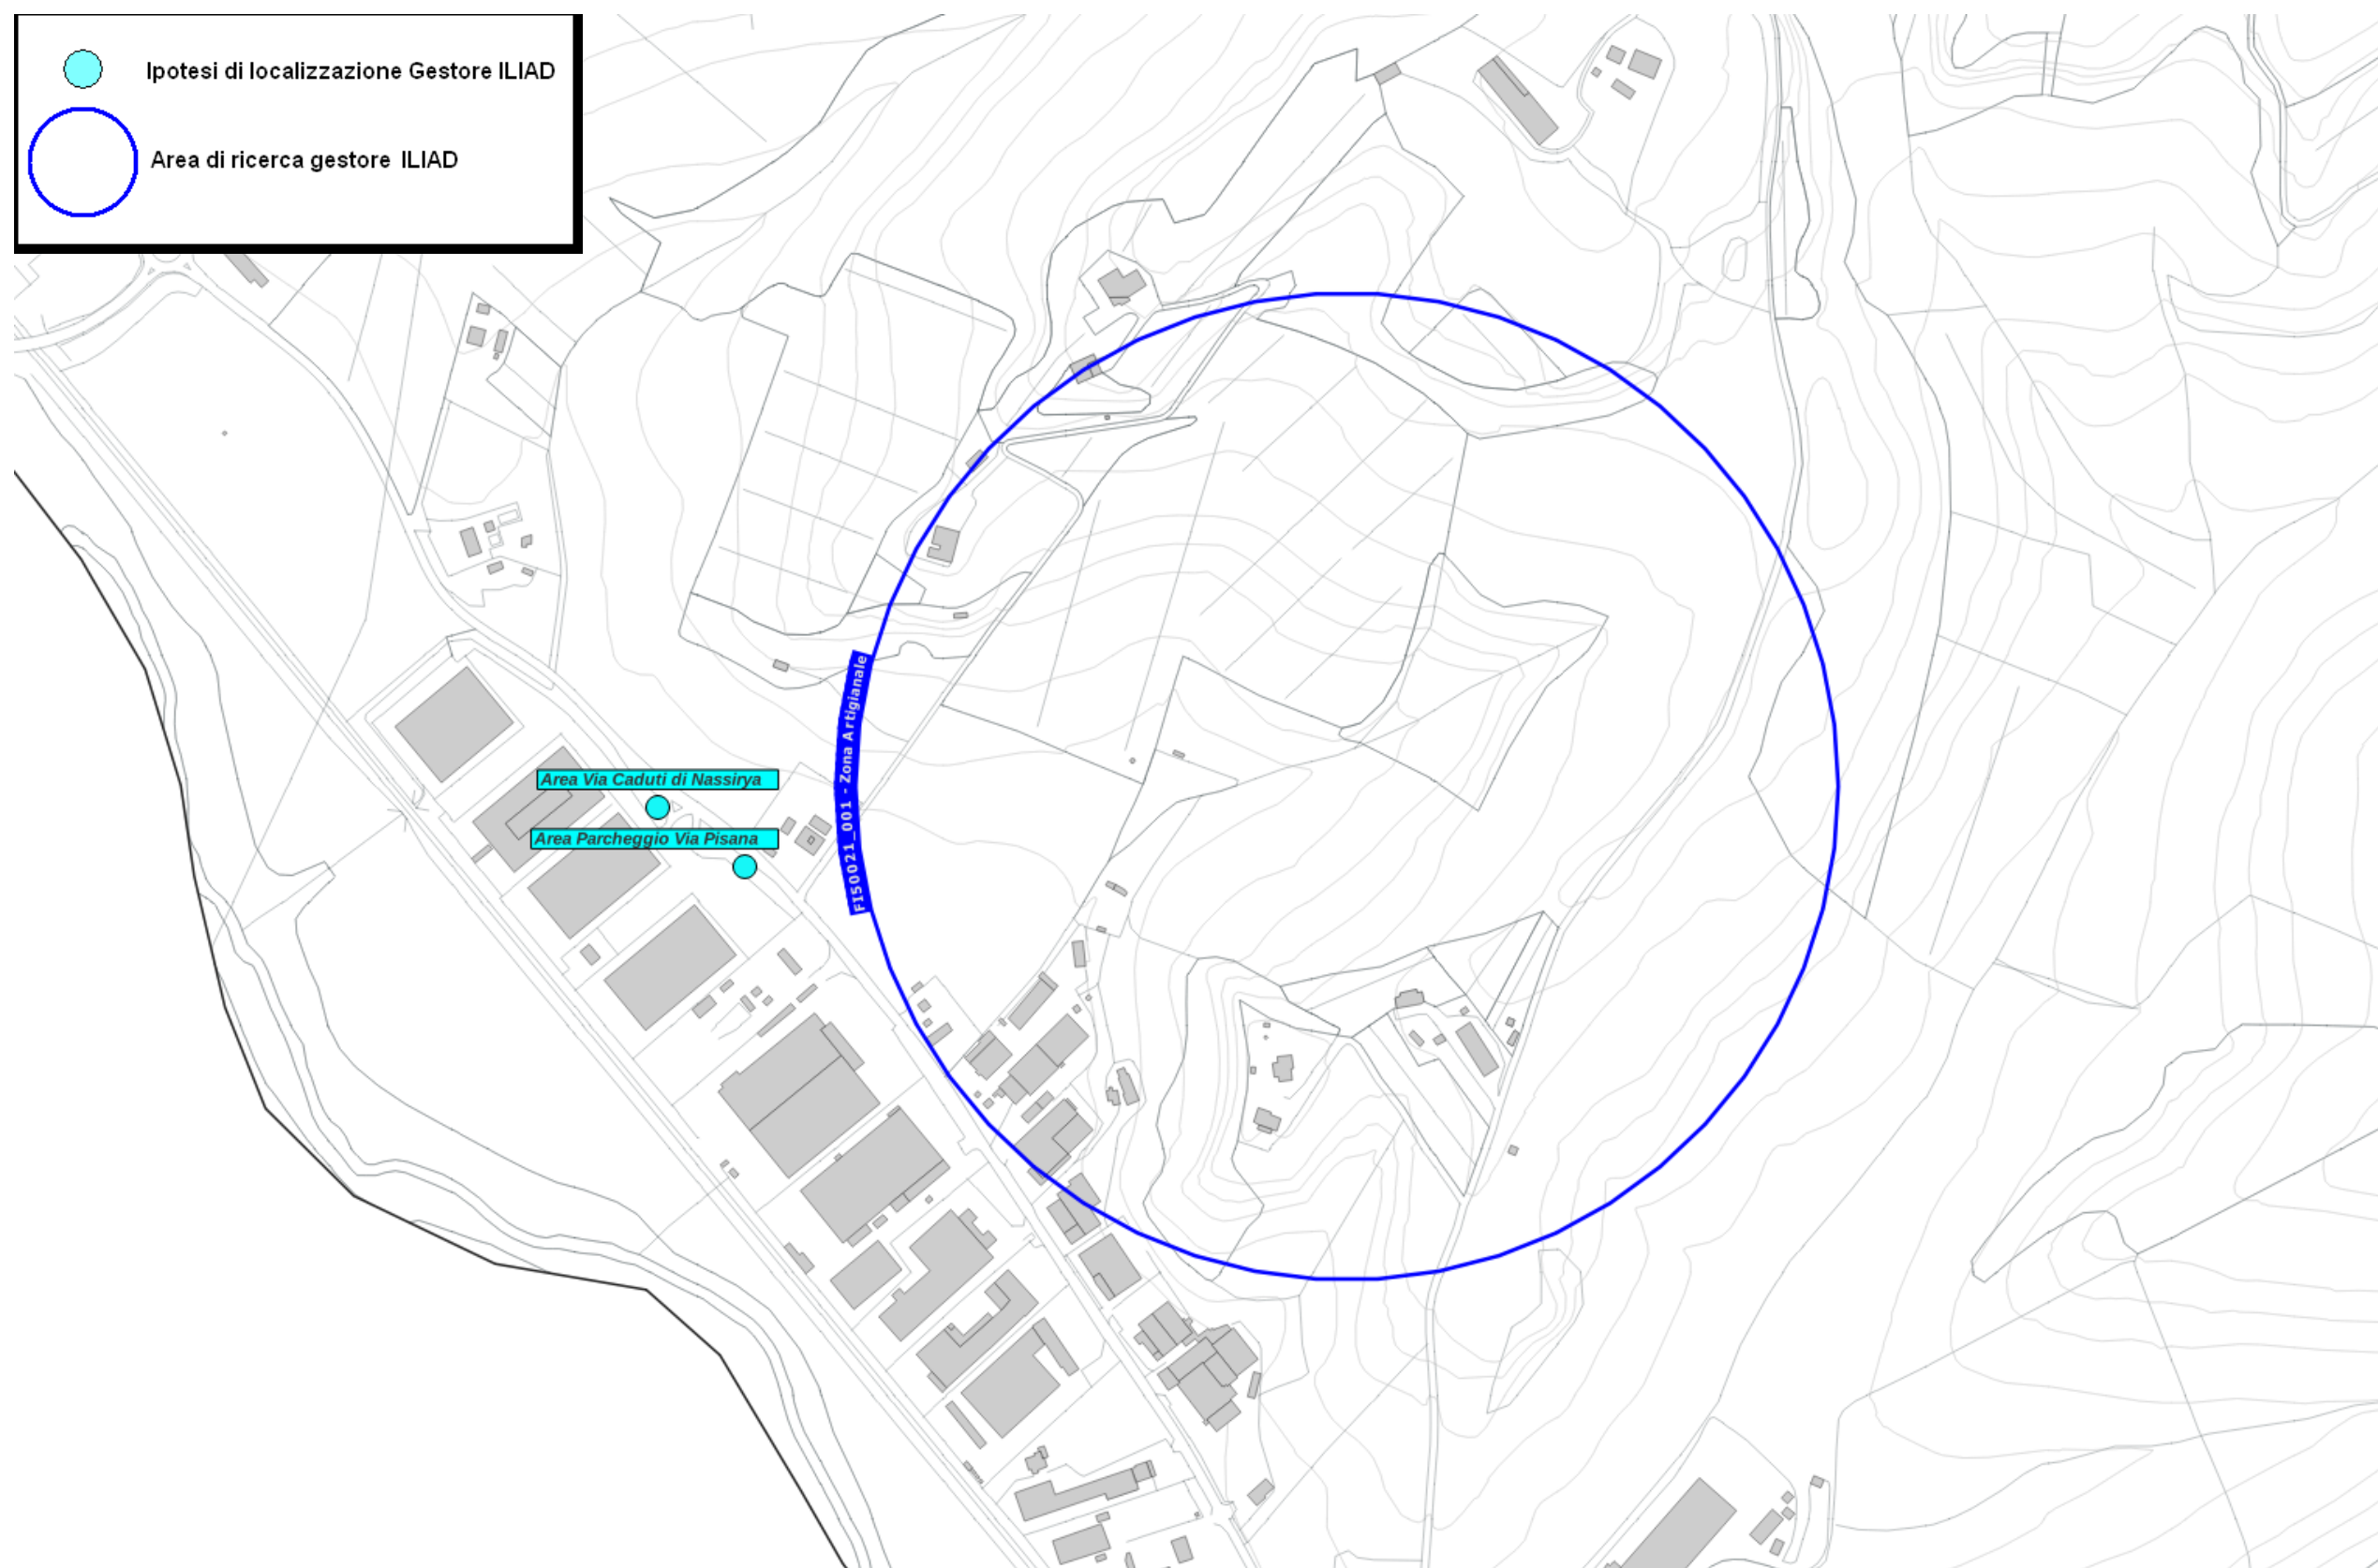 Ipotesi di localizzazione Gestore ILIAD
Area di ricerca gestore ILIAD
Area Via Caduti di Nassirya
Area Parcheggio Via Pisana
FI50021_001 - Zona Artigianale